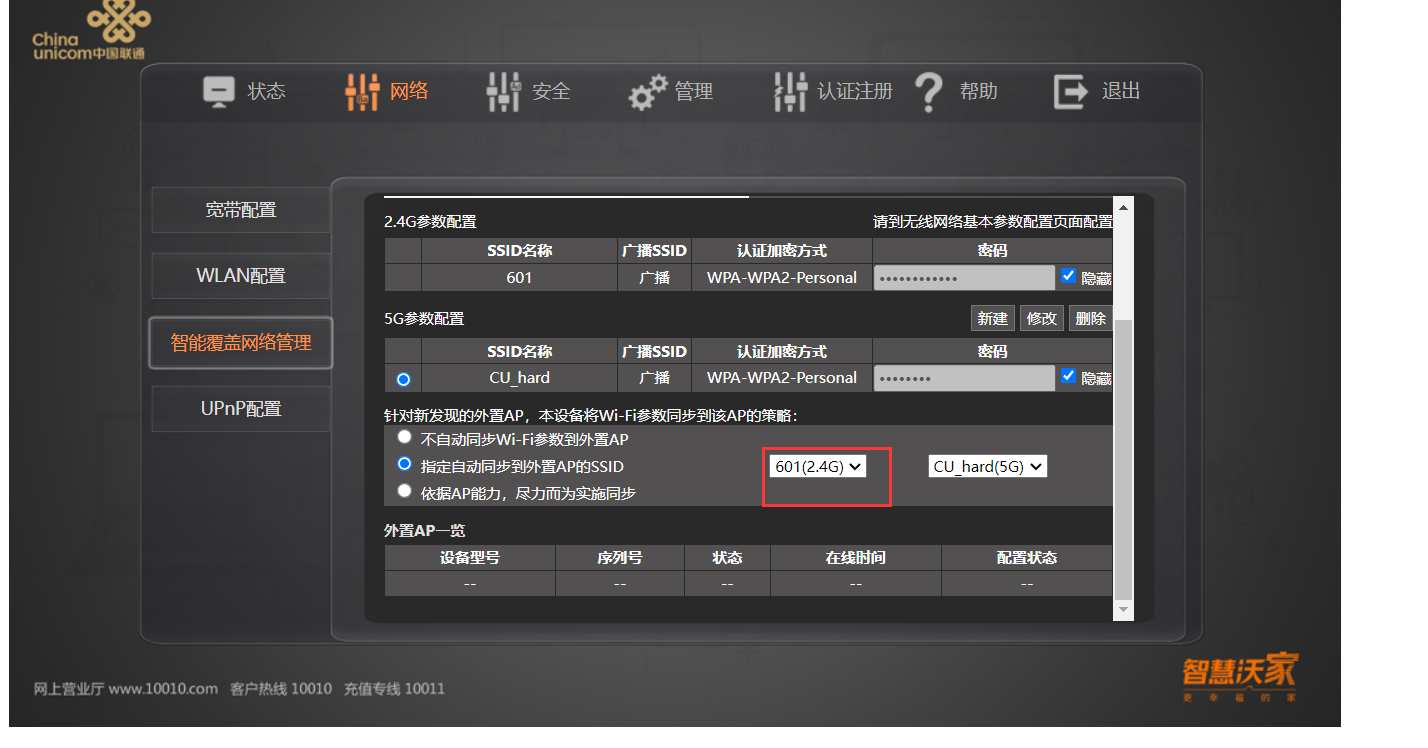 China
unicom中国联通
状态 网络 安全 管理 认证注册 帮助 退出
宽带配置
WLAN配置
智能覆盖网络管理
UPnP配置
2.4G参数配置 请到无线网络基本参数配置页面配置
SSID名称 广播SSID 认证加密方式 密码
601 广播 WPA-WPA2-Personal •••••••••••• 隐藏
5G参数配置 新建 修改 删除
SSID名称 广播SSID 认证加密方式 密码
CU_hard 广播 WPA-WPA2-Personal •••••••• 隐藏
针对新发现的外置AP，本设备将Wi-Fi参数同步到该AP的策略：
不自动同步Wi-Fi参数到外置AP
指定自动同步到外置AP的SSID 601(2.4G) CU_hard(5G)
依据AP能力，尽力而为实施同步
外置AP一览
设备型号 序列号 状态 在线时间 配置状态
-- -- -- -- --
网上营业厅 www.10010.com 客户热线 10010 充值专线 10011
智慧沃家
更幸福的家